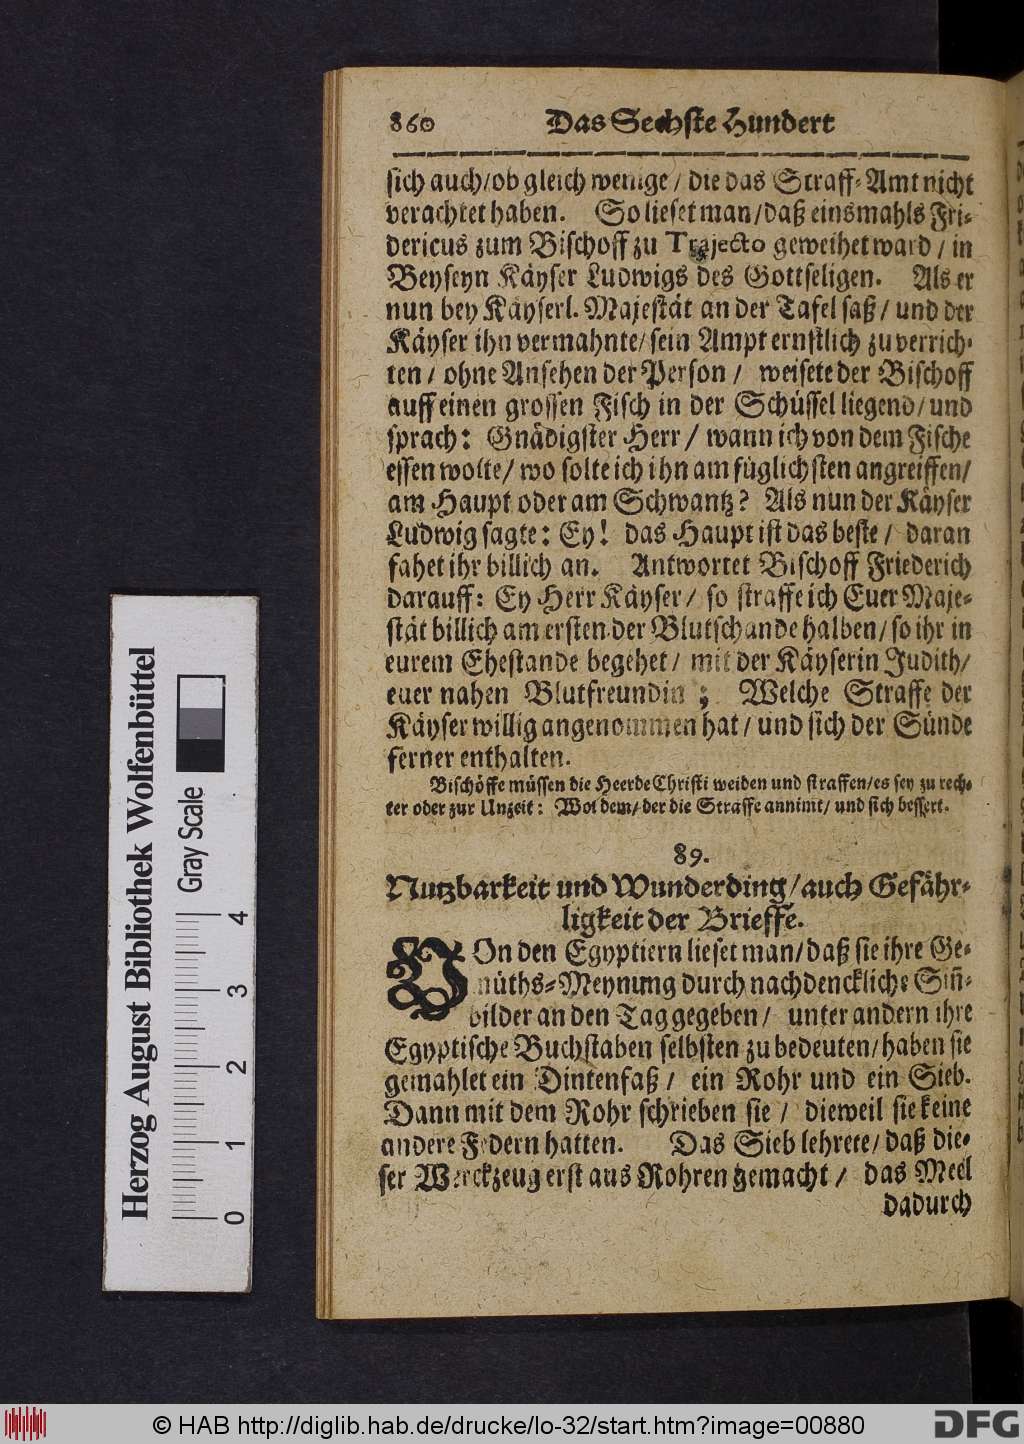 860 Das Sechste Hundert
sich auch/ob gleich wenige / die das Straff-Amt nicht
verachtet haben. So lieset man/daß einsmahls Fri-
dericus zum Bischoff zu Trajecto geweihet ward / in
Beyseyn Käyser Ludwigs des Gottseligen. Als er
nun bey Käyserl. Majestät an der Tafel saß / und der
Käyser ihn vermahnte/ sein Ampt ernstlich zu verrich-
ten / ohne Ansehen der Person / weisete der Bischoff
auff einen grossen Fisch in der Schüssel liegend/ und
sprach: Gnädigster Herr / wann ich von dem Fische
essen wolte/ wo solte ich ihn am füglichsten angreiffen/
am Haupt oder am Schwantz? Als nun der Käyser
Ludwig sagte: Ey! das Haupt ist das beste / daran
fahet ihr billich an. Antwortet Bischoff Friederich
darauff: Ey Herr Käyser / so straffe ich Euer Maje-
stät billich am ersten der Blutschande halben/ so ihr in
eurem Ehestande begehet / mit der Käyserin Judith/
euer nahen Blutfreundin ; Welche Straffe der
Käyser willig angenommen hat / und sich der Sünde
ferner enthalten.
Bischöffe müssen die Heerde Christi weiden und straffen/es sey zu rech-
ter oder zur Unzeit: Wol dem/ der die Straffe annimt/ und sich bessert.
89.
Nutzbarkeit und Wunderding/auch Gefähr-
ligkeit der Brieffe.
VOn den Egyptiern lieset man/daß sie ihre Ge-
müths-Meynung durch nachdenckliche Siñ-
bilder an den Tag gegeben / unter andern ihre
Egyptische Buchstaben selbsten zu bedeuten/haben sie
gemahlet ein Dintenfaß / ein Rohr und ein Sieb.
Dann mit dem Rohr schrieben sie / dieweil sie keine
andere Federn hatten. Das Sieb lehrete/ daß die-
ser Werckzeug erst aus Rohren gemacht / das Meel
dadurch
Herzog August Bibliothek Wolfenbüttel
Gray Scale
0 1 2 3 4
© HAB http://diglib.hab.de/drucke/lo-32/start.htm?image=00880
DFG